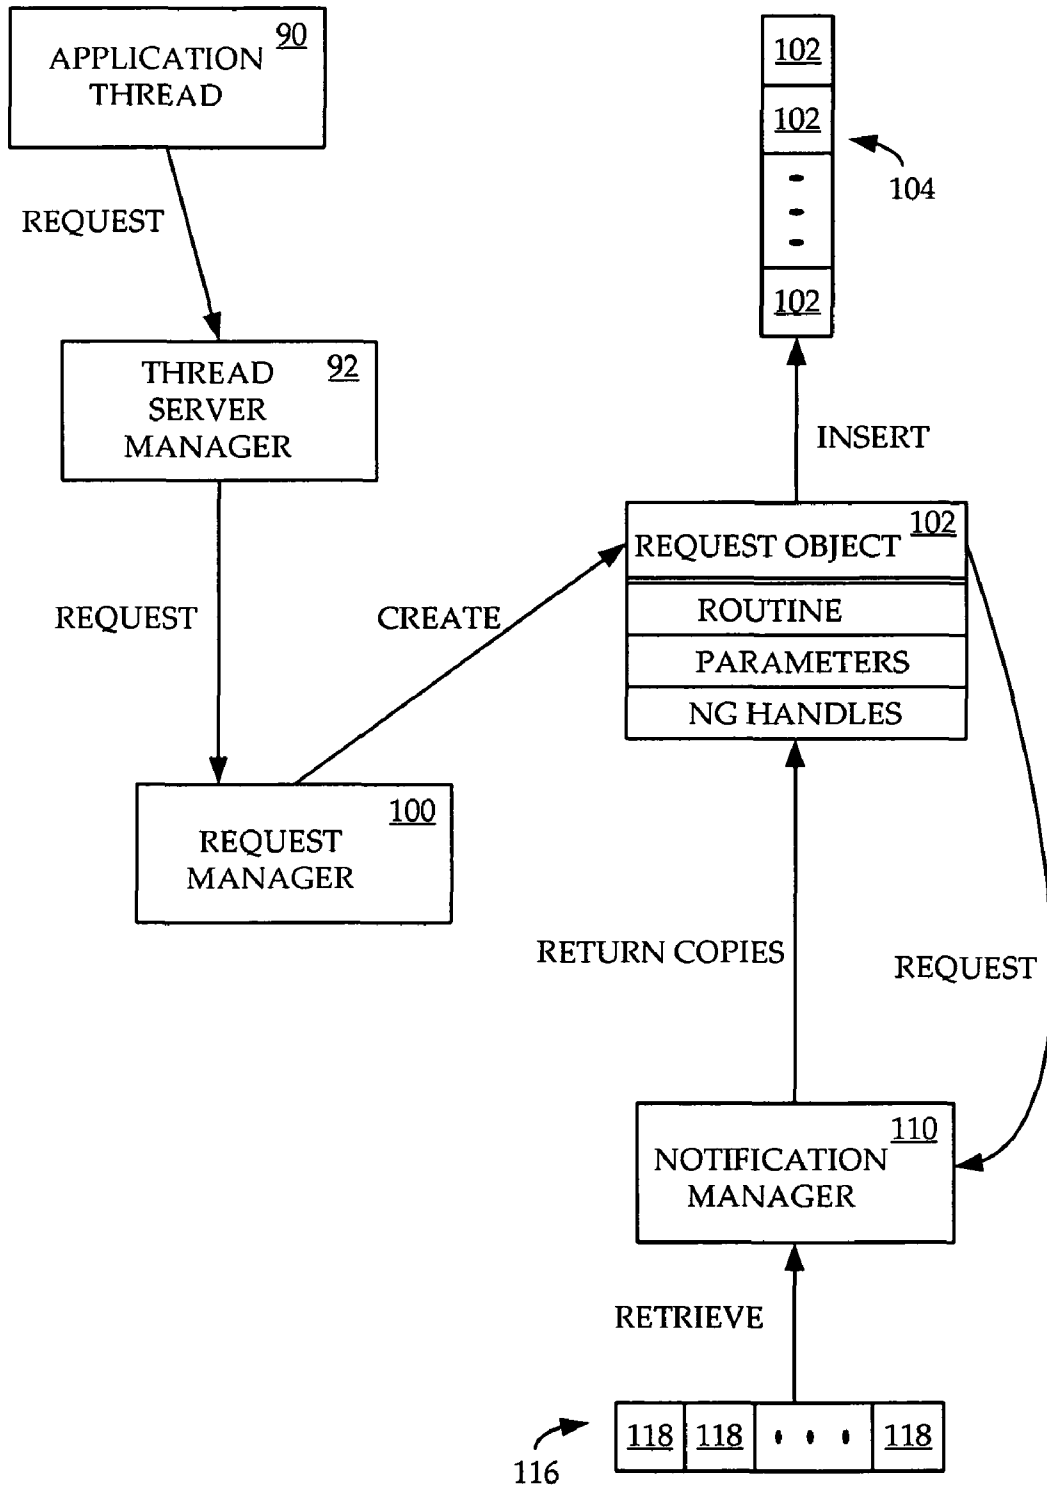 90
APPLICATION
THREAD
REQUEST
102
102
104
102
92
THREAD
SERVER
MANAGER
INSERT
REQUEST
CREATE
102
REQUEST OBJECT
ROUTINE
PARAMETERS
NG HANDLES
100
REQUEST
MANAGER
RETURN COPIES
REQUEST
110
NOTIFICATION
MANAGER
RETRIEVE
116
118 118 118